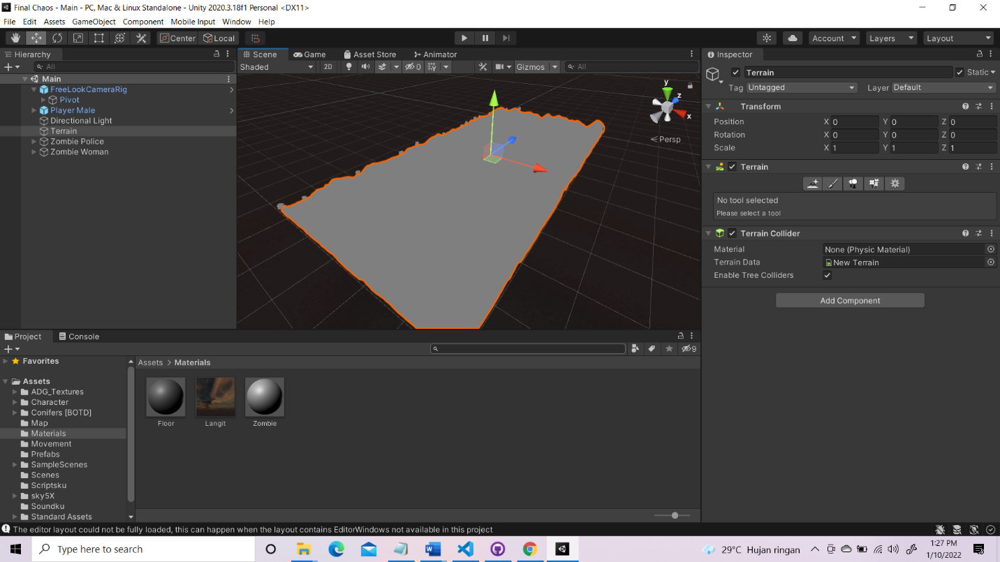 Final Chaos - Main - PC, Mac & Linux Standalone - Unity 2020.3.18f1 Personal <DX11>
File Edit Assets GameObject Component Mobile Input Window Help
Center Local Account Layers Layout
Hierarchy
All
Main
FreeLookCameraRig
Pivot
Player Male
Directional Light
Terrain
Zombie Police
Zombie Woman
Scene Game Asset Store Animator
Shaded 2D 0 Gizmos All
y
z
x
Persp
Inspector
Terrain Static
Tag Untagged Layer Default
Transform
Position X 0 Y 0 Z 0
Rotation X 0 Y 0 Z 0
Scale X 1 Y 1 Z 1
Terrain
No tool selected
Please select a tool
Terrain Collider
Material None (Physic Material)
Terrain Data New Terrain
Enable Tree Colliders
Add Component
Project Console
9
Favorites
Assets
ADG_Textures
Character
Conifers [BOTD]
Map
Materials
Movement
Prefabs
SampleScenes
Scenes
Scriptsku
sky5X
Soundku
Standard Assets
Assets > Materials
Floor Langit Zombie
The editor layout could not be fully loaded, this can happen when the layout contains EditorWindows not available in this project
Type here to search
29°C Hujan ringan
1:27 PM
1/10/2022